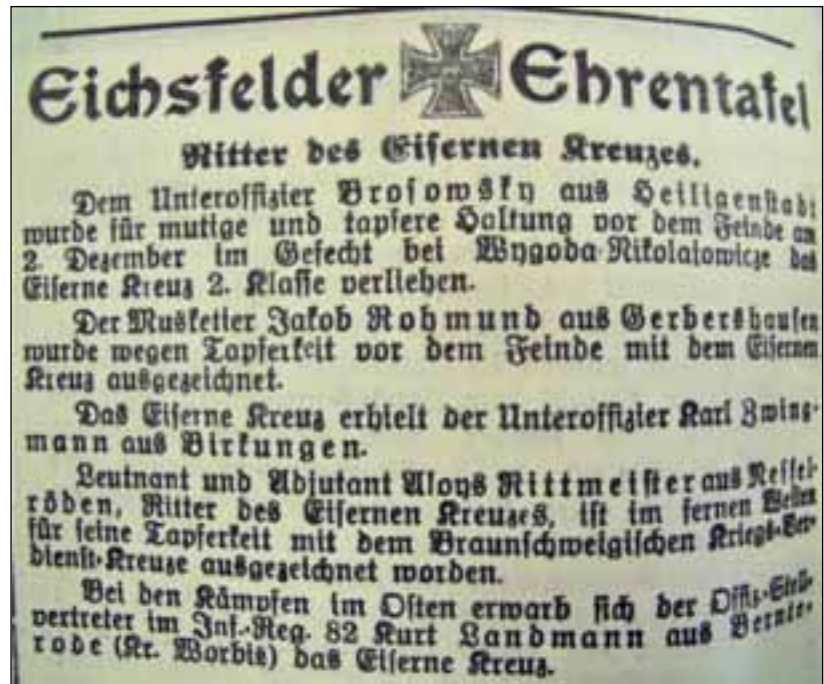 Eichsfelder Ehrentafel
Ritter des Eisernen Kreuzes.
Dem Unteroffizier Brosowsky aus Heiligenstadt
wurde für mutige und tapfere Haltung vor dem Feinde am
2. Dezember im Gefecht bei Wygoda-Nikolaiowicze das
Eiserne Kreuz 2. Klasse verliehen.
Der Musketier Jakob Rohmund aus Gerbershausen
wurde wegen Tapferkeit vor dem Feinde mit dem Eisernen
Kreuz ausgezeichnet.
Das Eiserne Kreuz erhielt der Unteroffizier Karl Zwing-
mann aus Birkungen.
Leutnant und Adjutant Aloys Rittmeister aus Nessel-
röden, Ritter des Eisernen Kreuzes, ist im fernen Westen
für seine Tapferkeit mit dem Braunschweigischen Kriegs-Ver-
dienst-Kreuze ausgezeichnet worden.
Bei den Kämpfen im Osten erwarb sich der Offiz.-Stell-
vertreter im Inf.-Reg. 82 Kurt Landmann aus Bernte-
rode (Kr. Worbis) das Eiserne Kreuz.